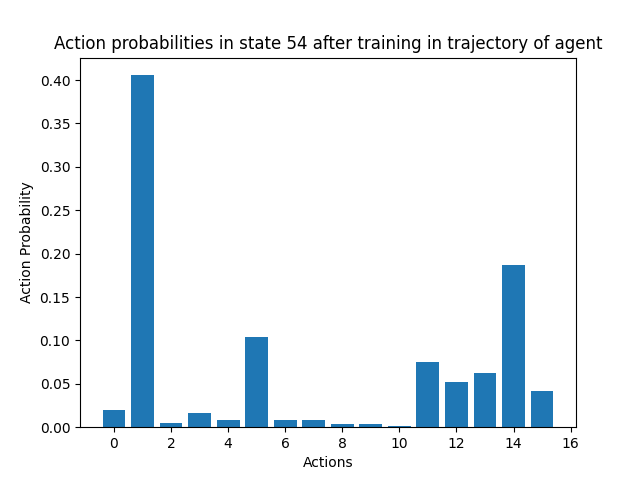 Action probabilities in state 54 after training in trajectory of agent
0.40
0.35
0.30
0.25
0.20
0.15
0.10
0.05
0.00
Action Probability
0 2 4 6 8 10 12 14 16
Actions